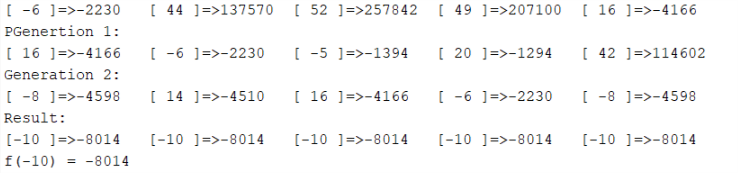 [ -6 ]=>-2230 [ 44 ]=>137570 [ 52 ]=>257842 [ 49 ]=>207100 [ 16 ]=>-4166
PGenertion 1:
[ 16 ]=>-4166 [ -6 ]=>-2230 [ -5 ]=>-1394 [ 20 ]=>-1294 [ 42 ]=>114602
Generation 2:
[ -8 ]=>-4598 [ 14 ]=>-4510 [ 16 ]=>-4166 [ -6 ]=>-2230 [ -8 ]=>-4598
Result:
[-10 ]=>-8014 [-10 ]=>-8014 [-10 ]=>-8014 [-10 ]=>-8014 [-10 ]=>-8014
f(-10) = -8014